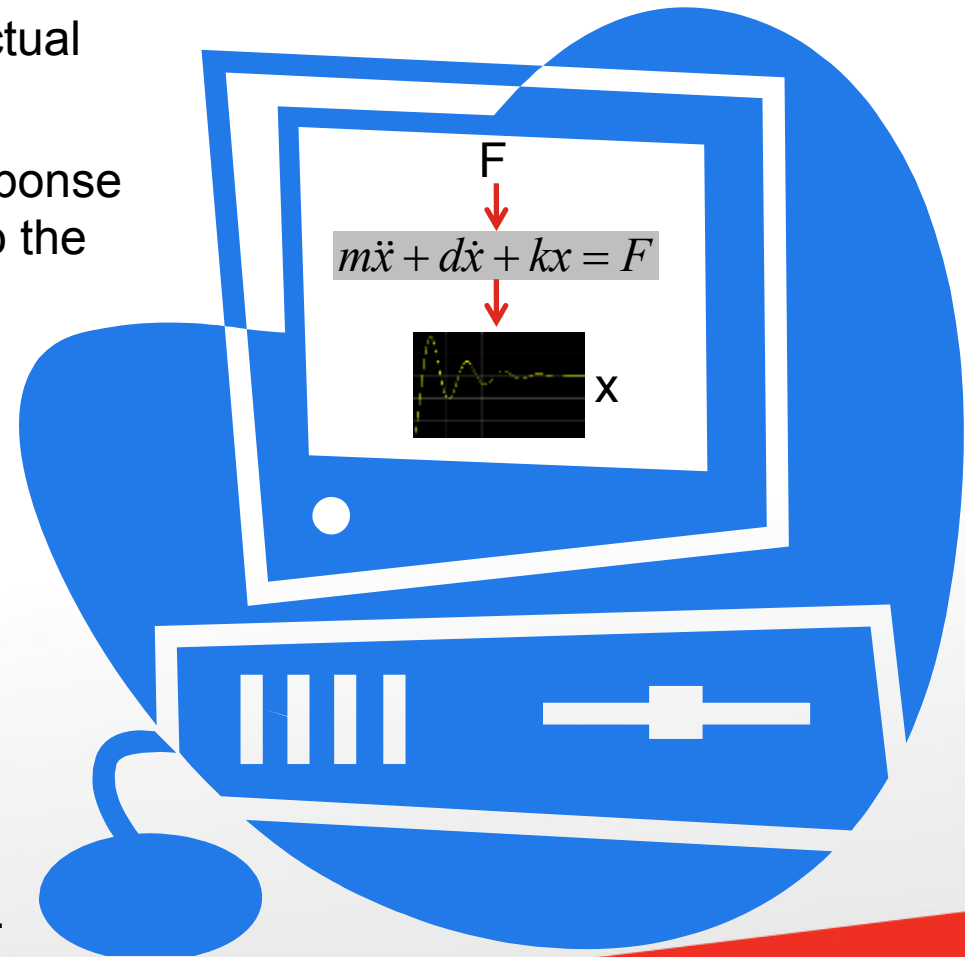 ctual
ponse
o the
F
mẍ + dẋ + kx = F
x
.